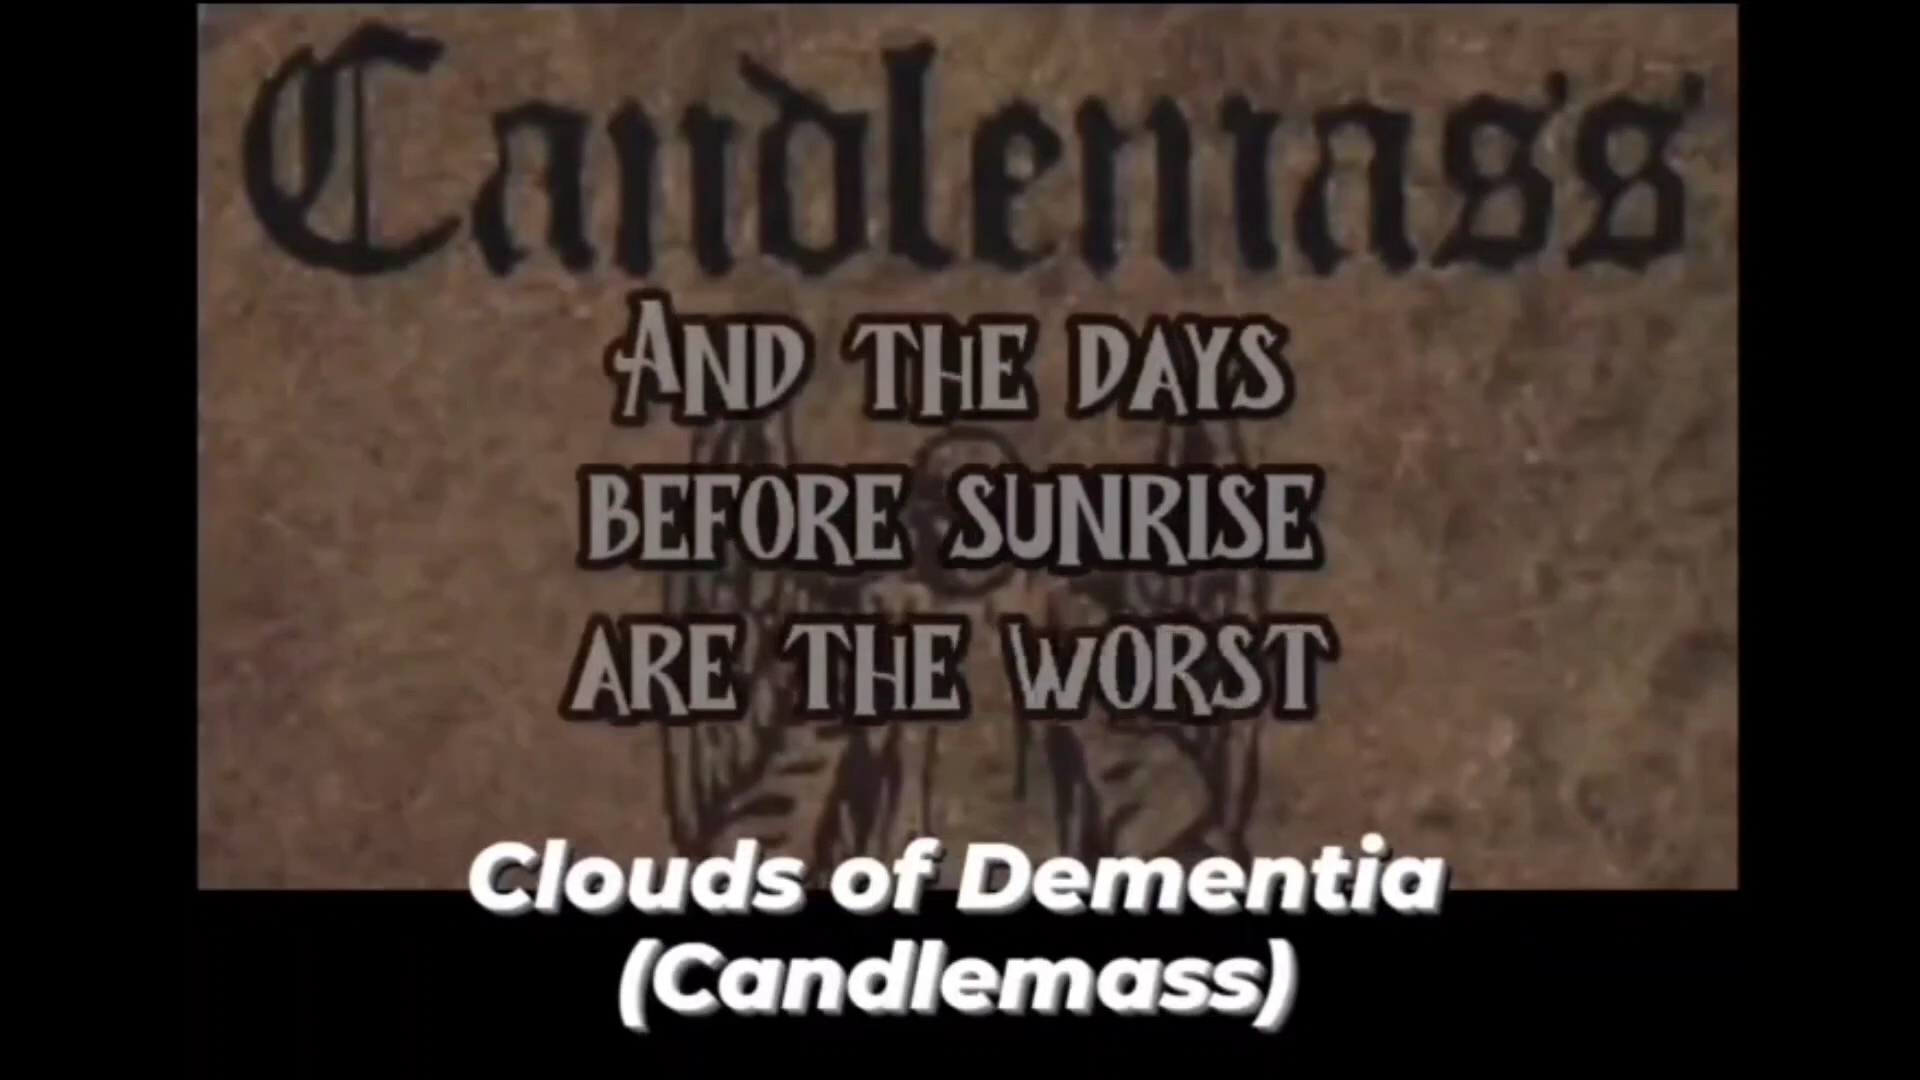 Candlemass
And the days
before sunrise
are the worst
Clouds of Dementia
(Candlemass)